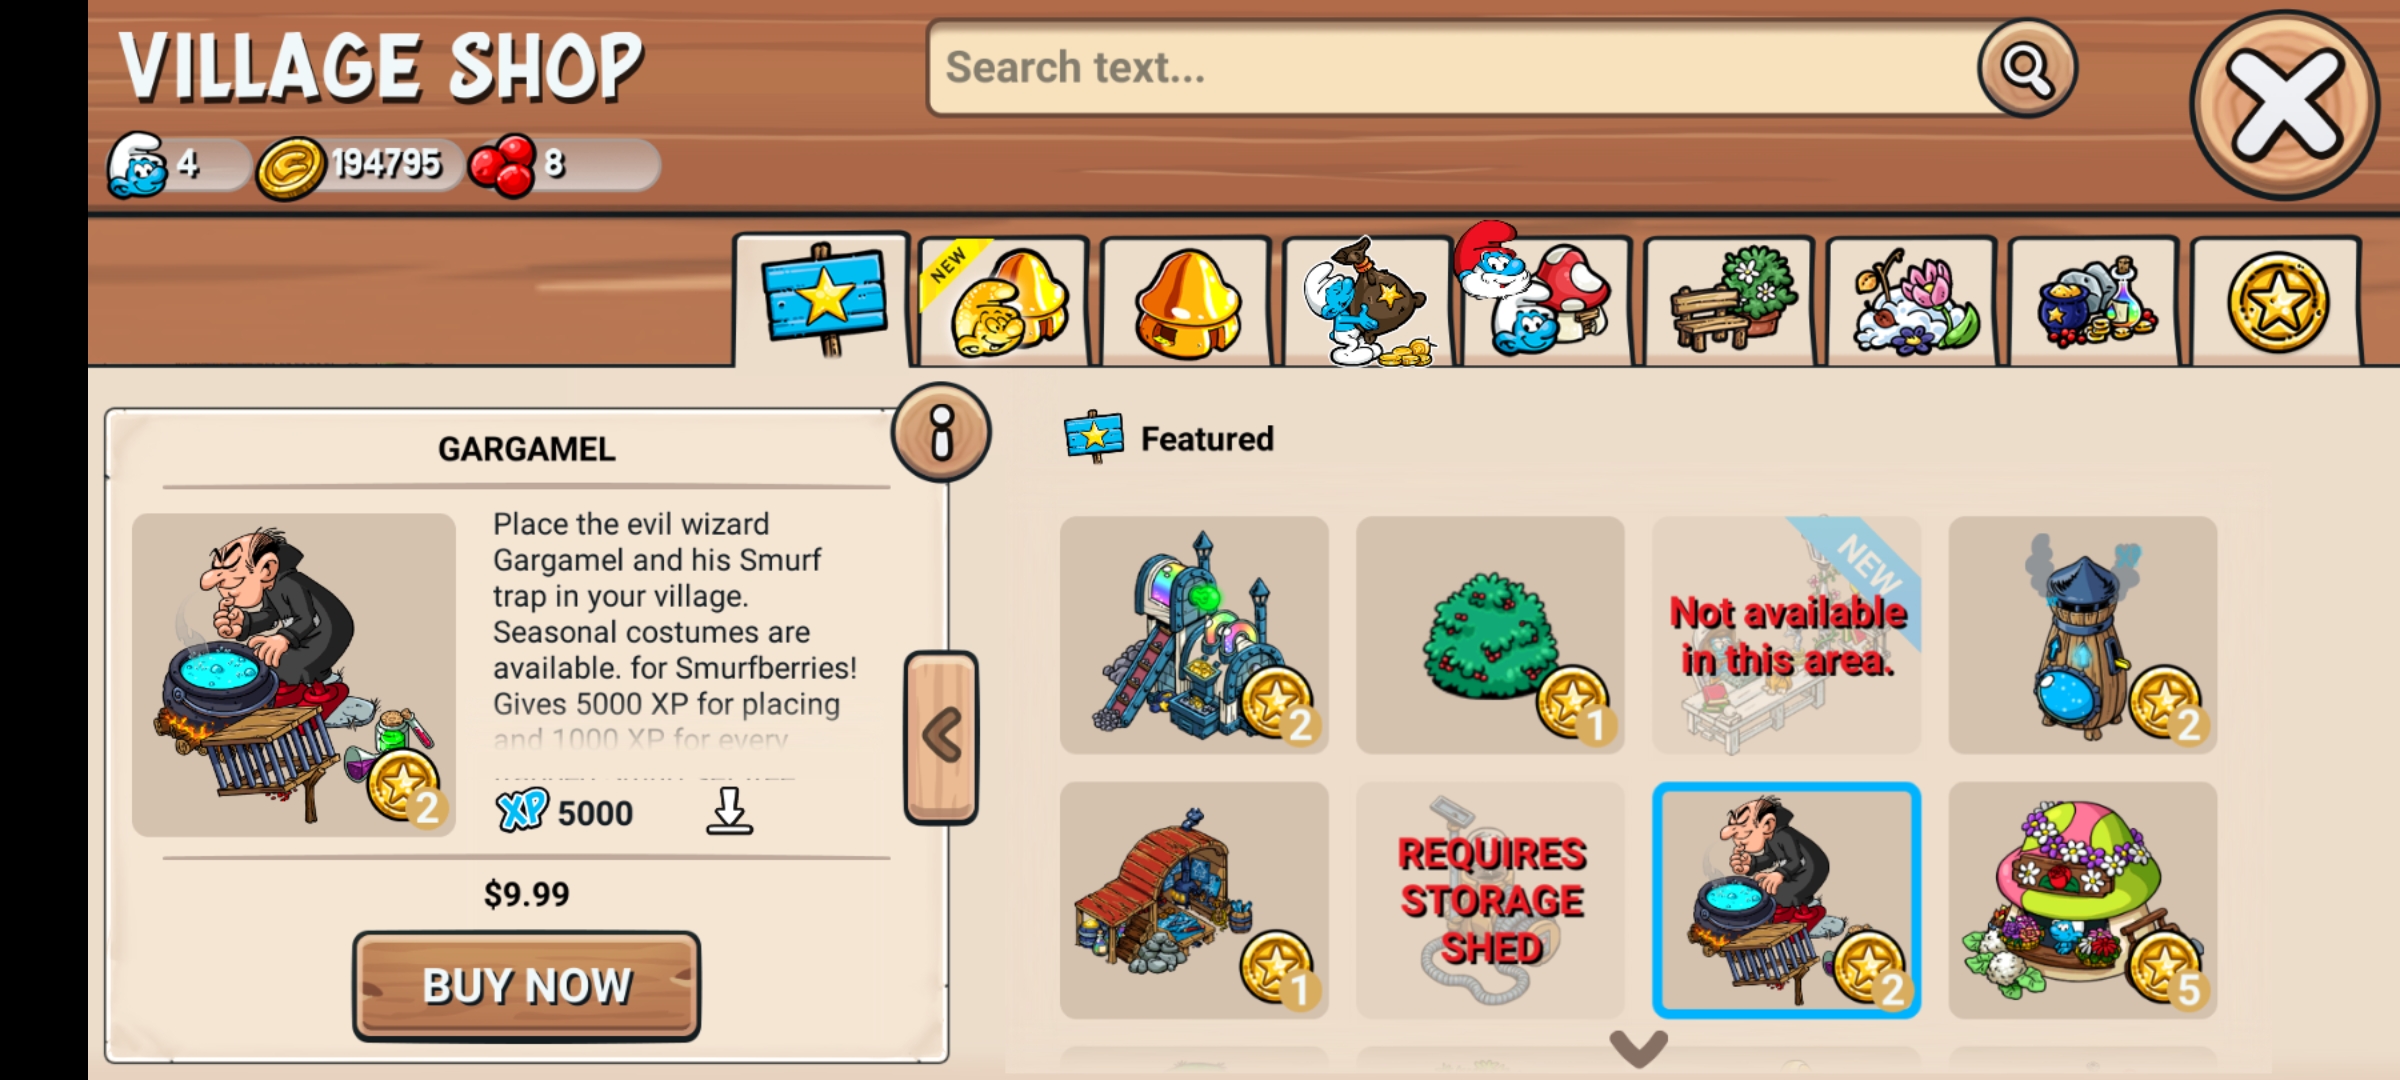 VILLAGE SHOP
Search text...
4
194795
8
NEW
GARGAMEL
Place the evil wizard
Gargamel and his Smurf
trap in your village.
Seasonal costumes are
available. for Smurfberries!
Gives 5000 XP for placing
and 1000 XP for every
2
XP 5000
$9.99
BUY NOW
Featured
2
1
NEW
Not available
in this area.
2
1
REQUIRES
STORAGE
SHED
2
5